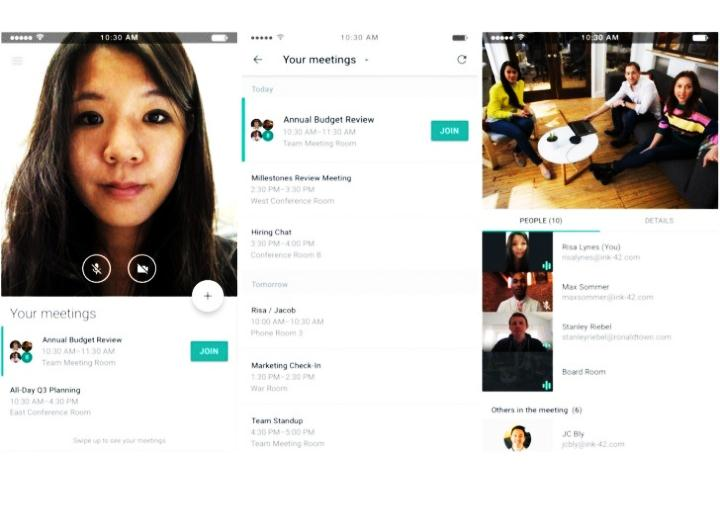 10:30 AM
Your meetings
Annual Budget Review
10:30 AM–11:30 AM
Team Meeting Room
JOIN
All-Day Q3 Planning
10:30 AM–4:30 PM
East Conference Room
Swipe up to see your meetings
10:30 AM
Your meetings
Today
Annual Budget Review
10:30 AM–11:30 AM
Team Meeting Room
JOIN
Millestones Review Meeting
2:30 PM–3:30 PM
West Conference Room
Hiring Chat
3:30 PM–4:00 PM
Conference Room B
Tomorrow
Risa / Jacob
10:00 AM–10:30 AM
Phone Room 3
Marketing Check-In
1:30 PM–2:30 PM
War Room
Team Standup
4:30 PM–5:00 PM
Team Meeting Room
10:30 AM
PEOPLE (10) DETAILS
Risa Lynes (You)
risalynes@ink-42.com
Max Sommer
maxsommer@ink-42.com
Stanley Riebel
stanleyriebel@ronaldtown.com
Board Room
Others in the meeting (6)
JC Bly
jcbly@ink-42.com